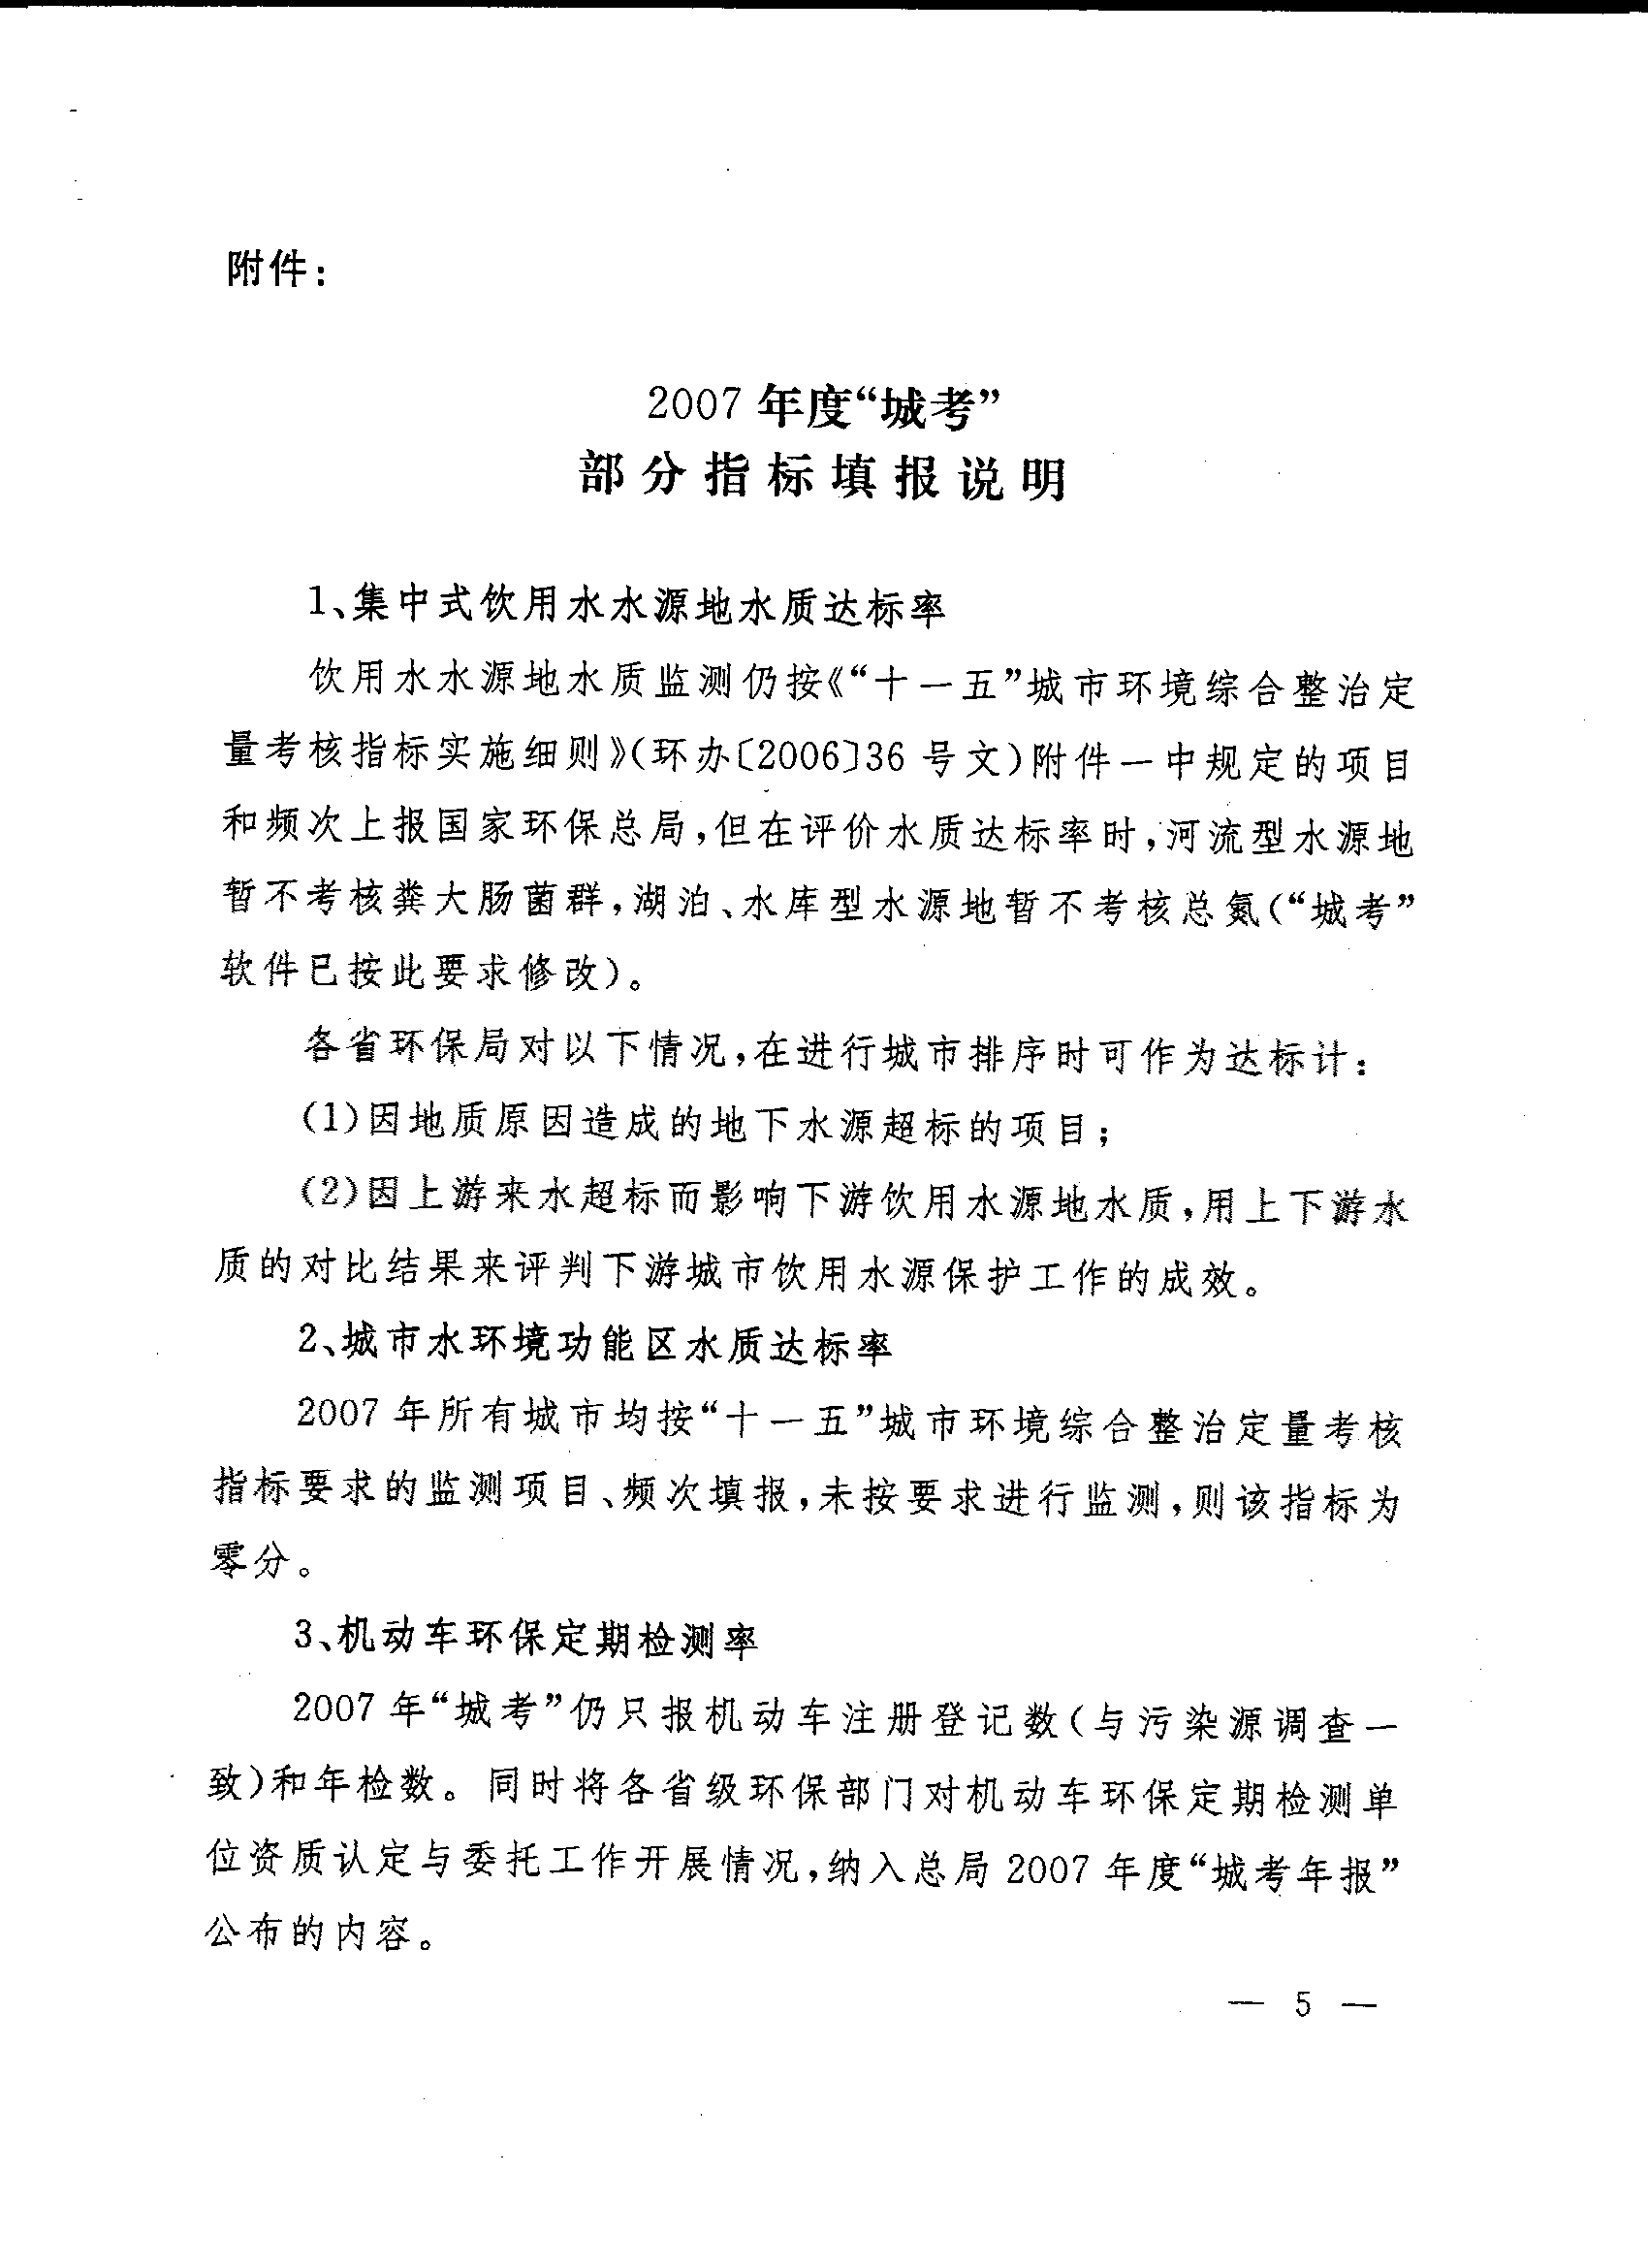 附件：
2007 年度“城考”
部分指标填报说明
1、集中式饮用水水源地水质达标率
饮用水水源地水质监测仍按《“十一五”城市环境综合整治定
量考核指标实施细则》(环办〔2006〕36 号文)附件一中规定的项目
和频次上报国家环保总局，但在评价水质达标率时，河流型水源地
暂不考核粪大肠菌群，湖泊、水库型水源地暂不考核总氮(“城考”
软件已按此要求修改)。
各省环保局对以下情况，在进行城市排序时可作为达标计：
(1)因地质原因造成的地下水源超标的项目；
(2)因上游来水超标而影响下游饮用水源地水质，用上下游水
质的对比结果来评判下游城市饮用水源保护工作的成效。
2、城市水环境功能区水质达标率
2007 年所有城市均按“十一五”城市环境综合整治定量考核
指标要求的监测项目、频次填报，未按要求进行监测，则该指标为
零分。
3、机动车环保定期检测率
2007 年“城考”仍只报机动车注册登记数(与污染源调查一
致)和年检数。同时将各省级环保部门对机动车环保定期检测单
位资质认定与委托工作开展情况，纳入总局 2007 年度“城考年报”
公布的内容。
— 5 —